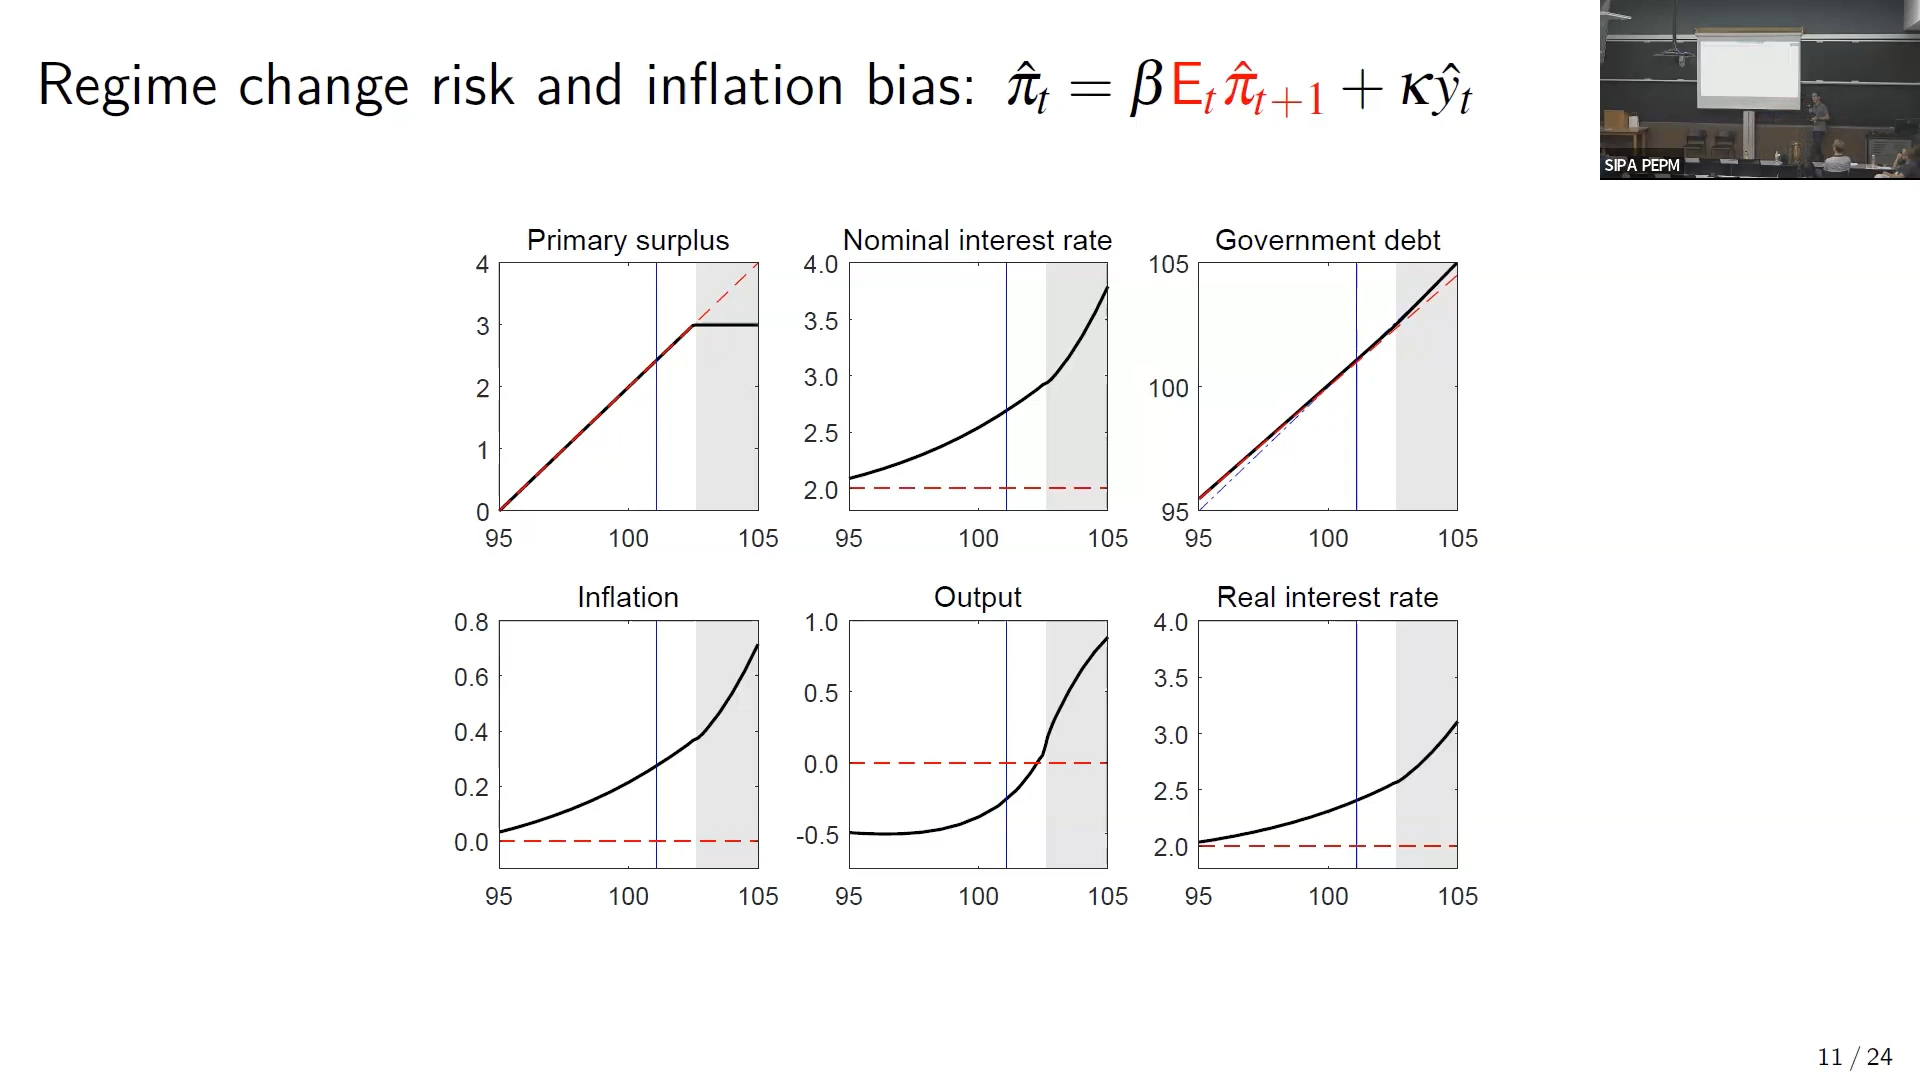 Regime change risk and inflation bias: π̂_t = βE_tπ̂_{t+1} + κŷ_t
SIPA PEPM
Primary surplus
4
3
2
1
0
95 100 105
Nominal interest rate
4.0
3.5
3.0
2.5
2.0
95 100 105
Government debt
105
100
95
95 100 105
Inflation
0.8
0.6
0.4
0.2
0.0
95 100 105
Output
1.0
0.5
0.0
-0.5
95 100 105
Real interest rate
4.0
3.5
3.0
2.5
2.0
95 100 105
11 / 24